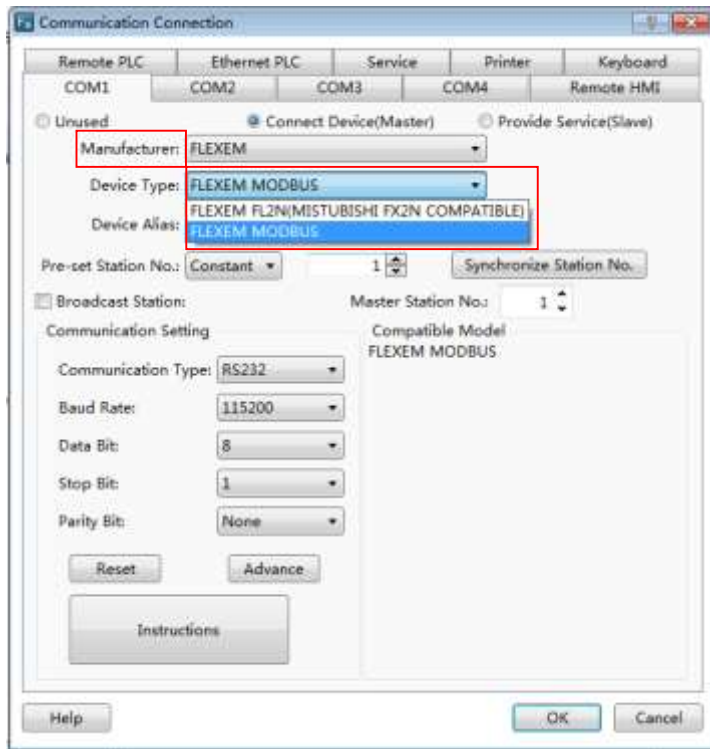 Communication Connection
Remote PLC Ethernet PLC Service Printer Keyboard
COM1 COM2 COM3 COM4 Remote HMI
Unused Connect Device(Master) Provide Service(Slave)
Manufacturer: FLEXEM
Device Type: FLEXEM MODBUS
FLEXEM FL2N(MISTUBISHI FX2N COMPATIBLE)
Device Alias: FLEXEM MODBUS
Pre-set Station No.: Constant 1 Synchronize Station No.
Broadcast Station: Master Station No.: 1
Communication Setting Compatible Model
FLEXEM MODBUS
Communication Type: RS232
Baud Rate: 115200
Data Bit: 8
Stop Bit: 1
Parity Bit: None
Reset Advance
Instructions
Help OK Cancel